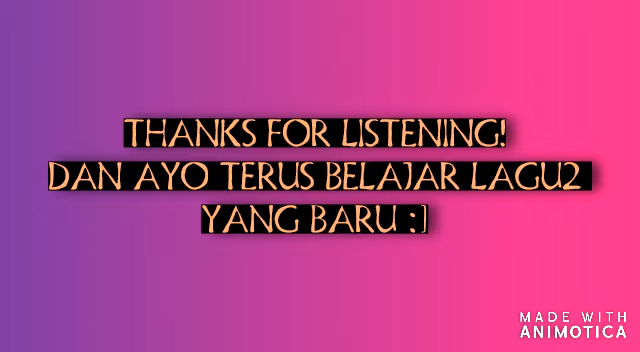 THANKS FOR LISTENING!
DAN AYO TERUS BELAJAR LAGU2
YANG BARU :]
MADE WITH
ANIMOTICA